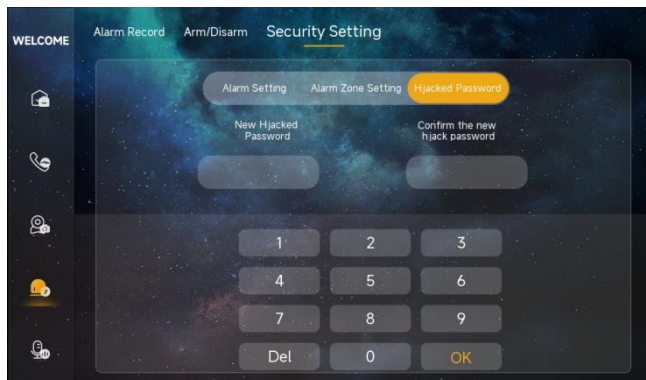 WELCOME
Alarm Record Arm/Disarm Security Setting
Alarm Setting Alarm Zone Setting Hjacked Password
New Hjacked
Password
Confirm the new
hjack password
1 2 3
4 5 6
7 8 9
Del 0 OK